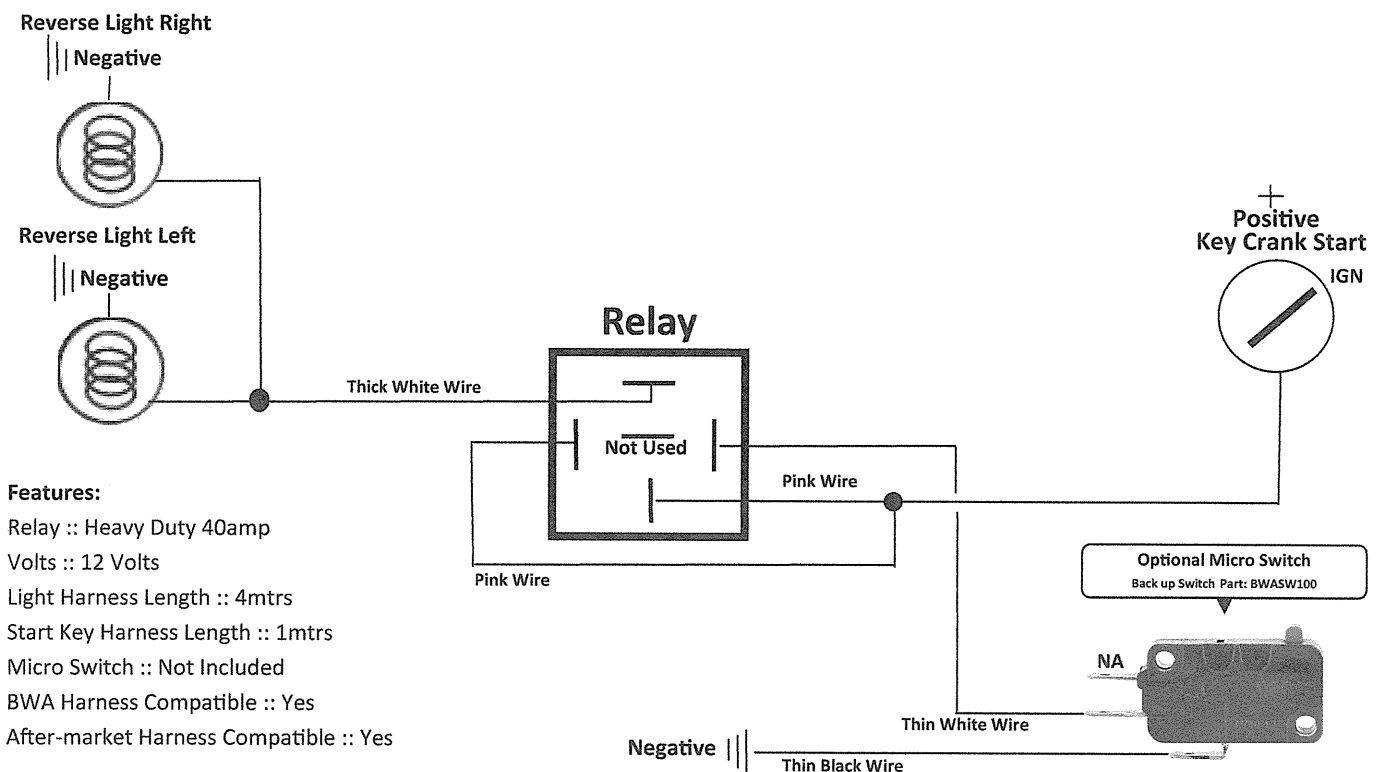 Reverse Light Right
Negative
Reverse Light Left
Negative
+
Positive
Key Crank Start
IGN
Relay
Thick White Wire
Not Used
Pink Wire
Pink Wire
Features:
Relay :: Heavy Duty 40amp
Volts :: 12 Volts
Light Harness Length :: 4mtrs
Start Key Harness Length :: 1mtrs
Micro Switch :: Not Included
BWA Harness Compatible :: Yes
After-market Harness Compatible :: Yes
Optional Micro Switch
Back up Switch Part: BWASW100
NA
Thin White Wire
Negative
Thin Black Wire